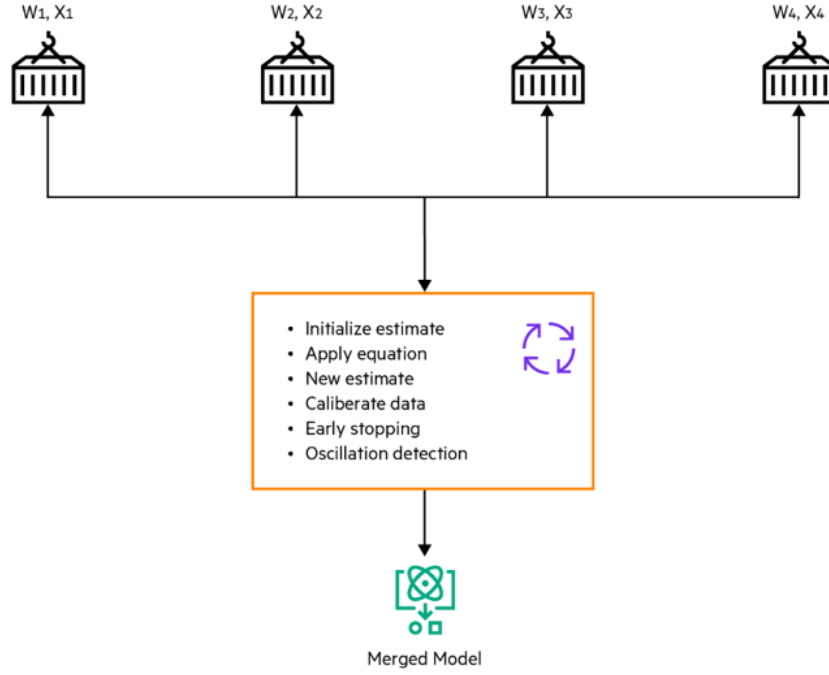 W1, X1
W2, X2
W3, X3
W4, X4
• Initialize estimate
• Apply equation
• New estimate
• Caliberate data
• Early stopping
• Oscillation detection
Merged Model